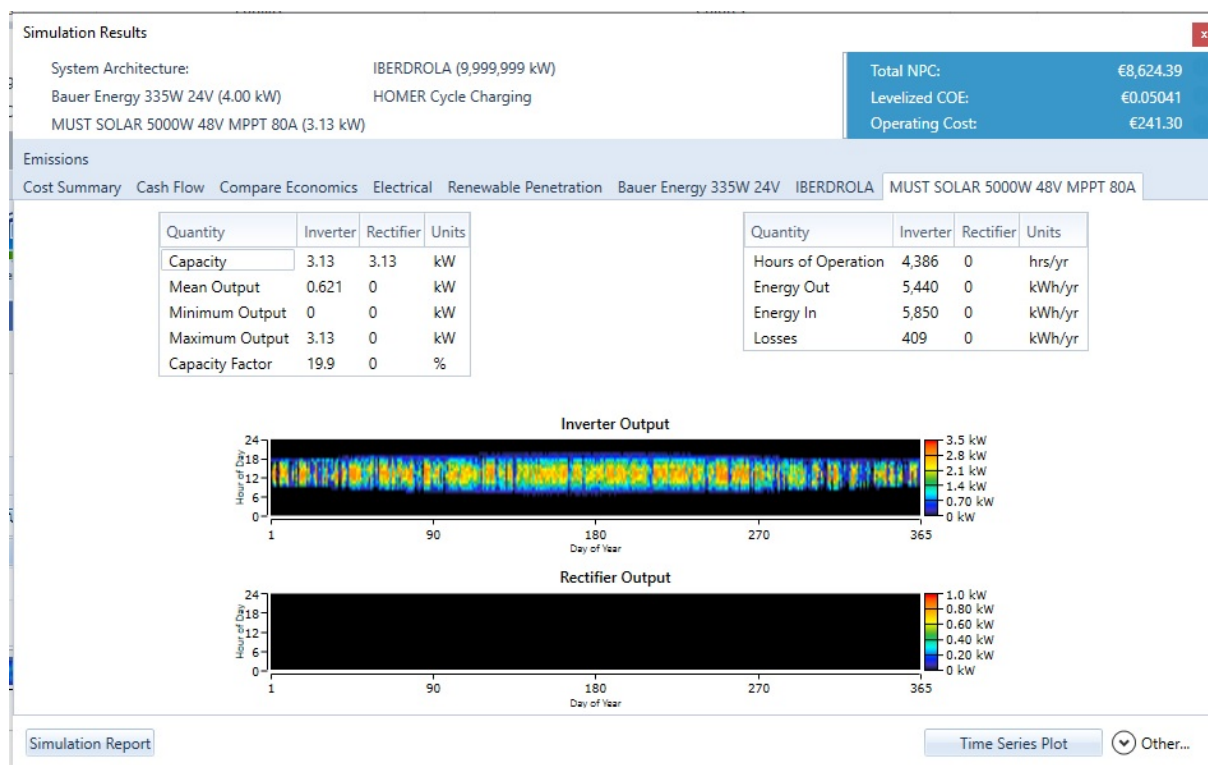 Simulation Results
x
System Architecture:
IBERDROLA (9,999,999 kW)
Bauer Energy 335W 24V (4.00 kW)
HOMER Cycle Charging
MUST SOLAR 5000W 48V MPPT 80A (3.13 kW)
Total NPC: €8,624.39
Levelized COE: €0.05041
Operating Cost: €241.30
Emissions
Cost Summary Cash Flow Compare Economics Electrical Renewable Penetration Bauer Energy 335W 24V IBERDROLA MUST SOLAR 5000W 48V MPPT 80A
Quantity Inverter Rectifier Units
Capacity 3.13 3.13 kW
Mean Output 0.621 0 kW
Minimum Output 0 0 kW
Maximum Output 3.13 0 kW
Capacity Factor 19.9 0 %
Quantity Inverter Rectifier Units
Hours of Operation 4,386 0 hrs/yr
Energy Out 5,440 0 kWh/yr
Energy In 5,850 0 kWh/yr
Losses 409 0 kWh/yr
Inverter Output
Hour of Day
24
18
12
6
0
1 90 180 270 365
Day of Year
3.5 kW
2.8 kW
2.1 kW
1.4 kW
0.70 kW
0 kW
Rectifier Output
Hour of Day
24
18
12
6
0
1 90 180 270 365
Day of Year
1.0 kW
0.80 kW
0.60 kW
0.40 kW
0.20 kW
0 kW
Simulation Report
Time Series Plot
Other...